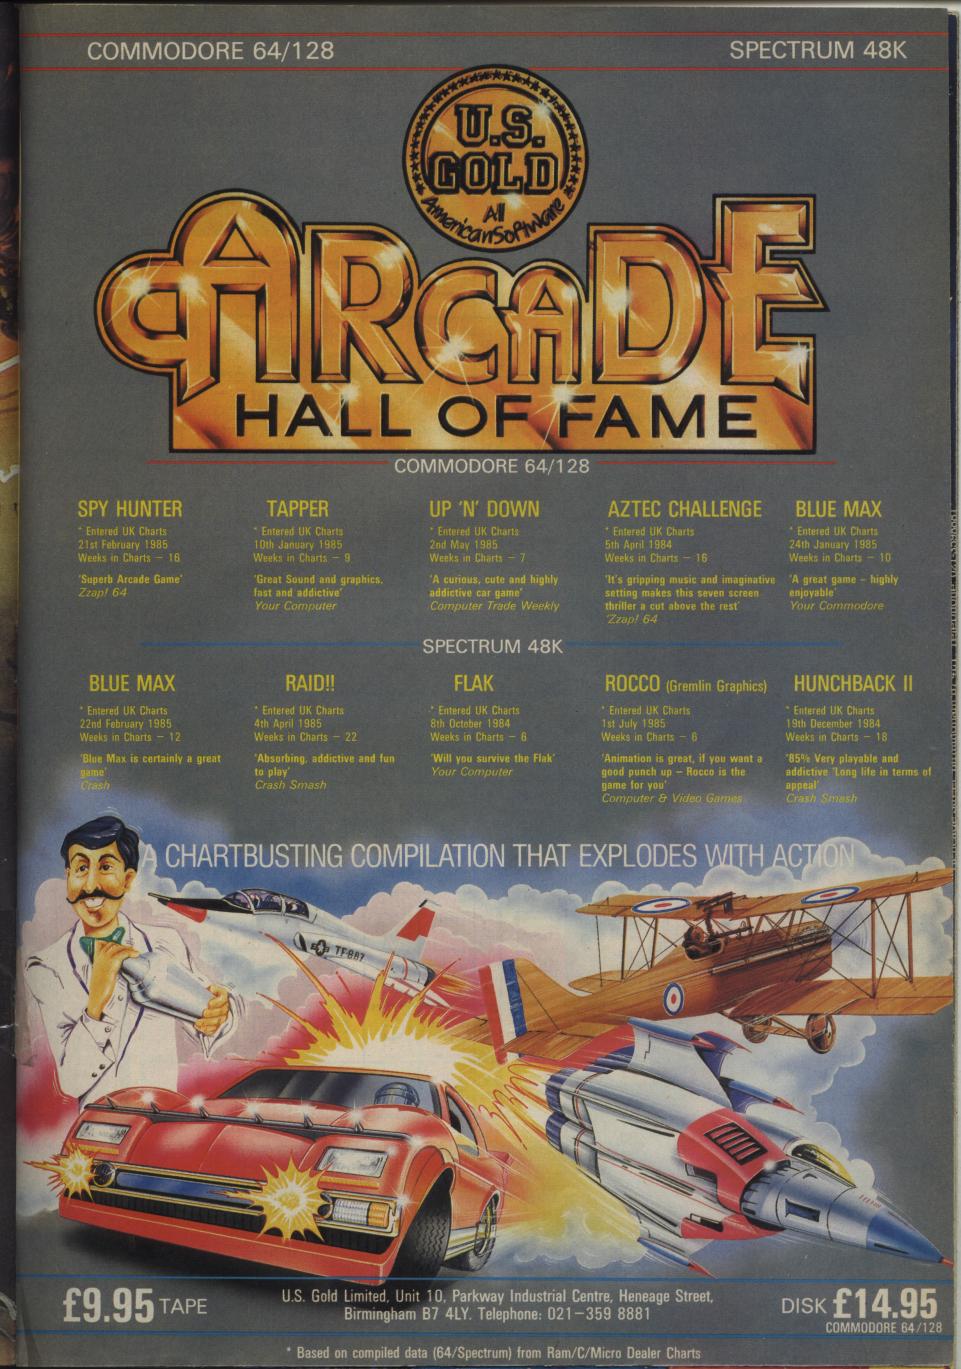 COMMODORE 64/128
SPECTRUM 48K
U.S.
GOLD
All
American Software
ARCADE
HALL OF FAME
COMMODORE 64/128
SPY HUNTER
* Entered UK Charts
21st February 1985
Weeks in Charts – 16
'Superb Arcade Game'
Zzap! 64
TAPPER
* Entered UK Charts
10th January 1985
Weeks in Charts – 9
'Great Sound and graphics,
fast and addictive'
Your Computer
UP 'N' DOWN
* Entered UK Charts
2nd May 1985
Weeks in Charts – 7
'A curious, cute and highly
addictive car game'
Computer Trade Weekly
AZTEC CHALLENGE
* Entered UK Charts
5th April 1984
Weeks in Charts – 16
'It's gripping music and imaginative
setting makes this seven screen
thriller a cut above the rest'
'Zzap! 64
BLUE MAX
* Entered UK Charts
24th January 1985
Weeks in Charts – 10
'A great game – highly
enjoyable'
Your Commodore
SPECTRUM 48K
BLUE MAX
* Entered UK Charts
22nd February 1985
Weeks in Charts – 12
'Blue Max is certainly a great
game'
Crash
RAID!!
* Entered UK Charts
4th April 1985
Weeks in Charts – 22
'Absorbing, addictive and fun
to play'
Crash Smash
FLAK
* Entered UK Charts
8th October 1984
Weeks in Charts – 6
'Will you survive the Flak'
Your Computer
ROCCO (Gremlin Graphics)
* Entered UK Charts
1st July 1985
Weeks in Charts – 6
'Animation is great, if you want a
good punch up – Rocco is the
game for you'
Computer & Video Games
HUNCHBACK II
* Entered UK Charts
19th December 1984
Weeks in Charts – 18
'85% Very playable and
addictive 'Long life in terms of
appeal'
Crash Smash
A CHARTBUSTING COMPILATION THAT EXPLODES WITH ACTION
TF-887
£9.95 TAPE
U.S. Gold Limited, Unit 10, Parkway Industrial Centre, Heneage Street,
Birmingham B7 4LY. Telephone: 021–359 8881
DISK £14.95
COMMODORE 64/128
* Based on compiled data (64/Spectrum) from Ram/C/Micro Dealer Charts